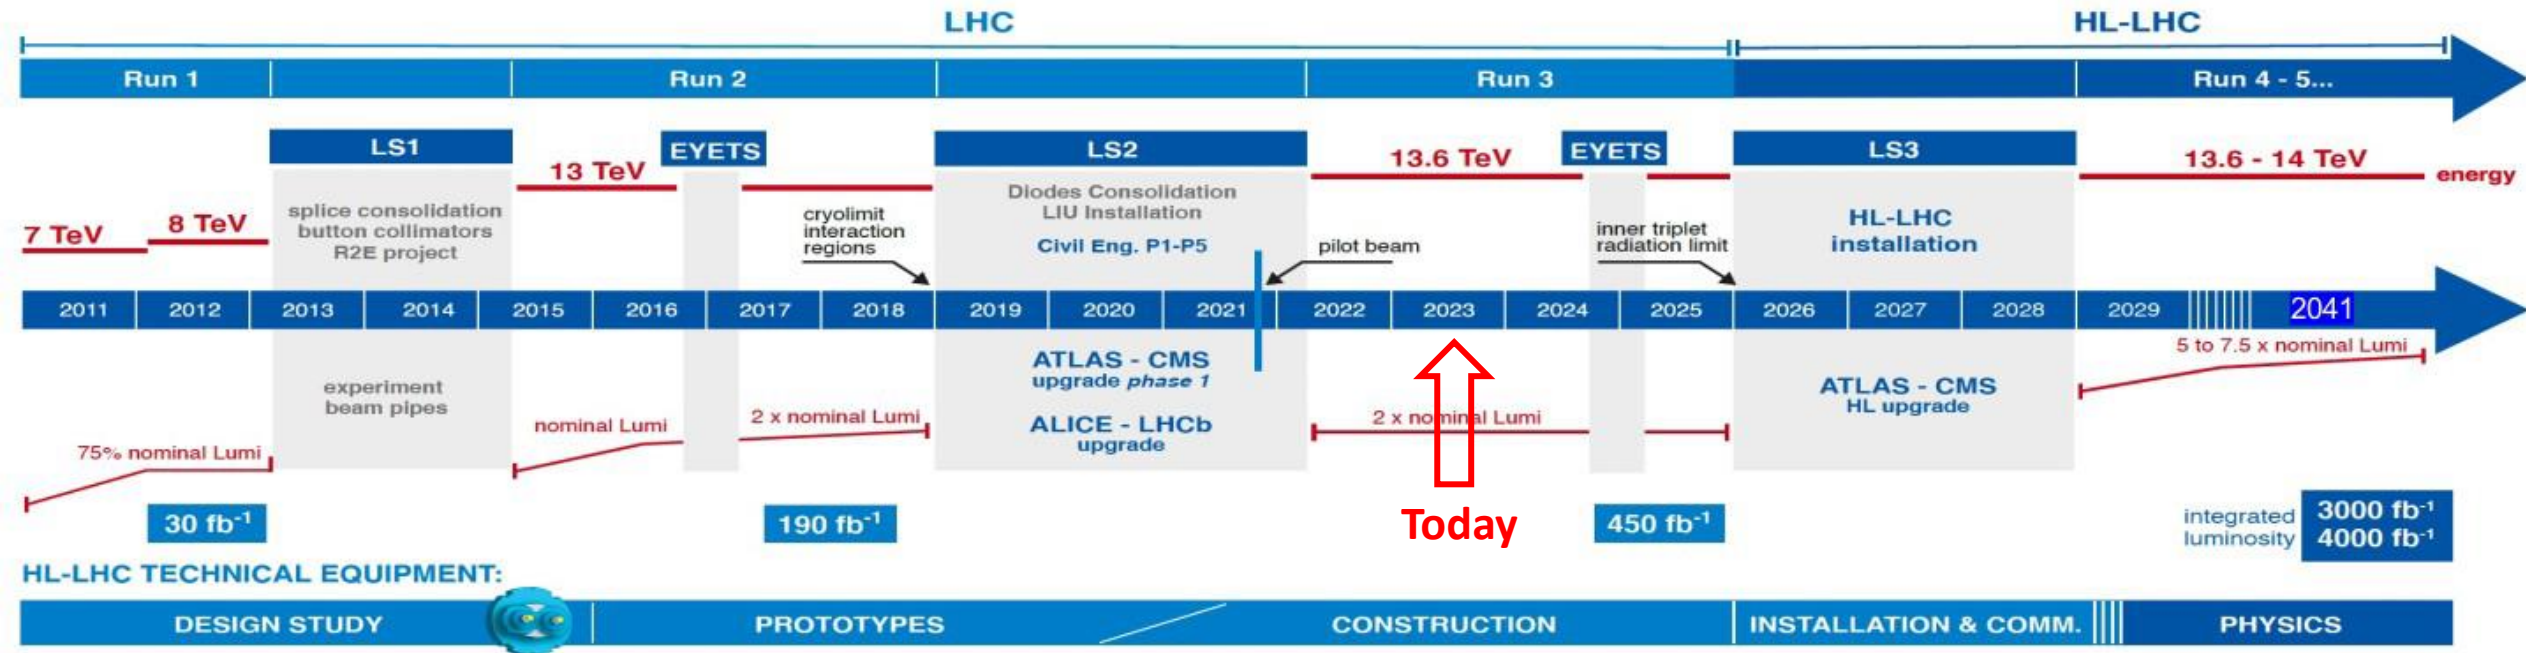 LHC
HL-LHC
Run 1
Run 2
Run 3
Run 4 - 5...
LS1
EYETS
LS2
EYETS
LS3
13 TeV
13.6 TeV
13.6 - 14 TeV
energy
7 TeV
8 TeV
splice consolidation
button collimators
R2E project
cryolimit
interaction
regions
Diodes Consolidation
LIU Installation
Civil Eng. P1-P5
pilot beam
inner triplet
radiation limit
HL-LHC
installation
2011
2012
2013
2014
2015
2016
2017
2018
2019
2020
2021
2022
2023
2024
2025
2026
2027
2028
2029
2041
experiment
beam pipes
75% nominal Lumi
nominal Lumi
2 x nominal Lumi
ATLAS - CMS
upgrade phase 1
ALICE - LHCb
upgrade
2 x nominal Lumi
ATLAS - CMS
HL upgrade
5 to 7.5 x nominal Lumi
30 fb⁻¹
190 fb⁻¹
Today
450 fb⁻¹
integrated
luminosity
3000 fb⁻¹
4000 fb⁻¹
HL-LHC TECHNICAL EQUIPMENT:
DESIGN STUDY
PROTOTYPES
CONSTRUCTION
INSTALLATION & COMM.
PHYSICS